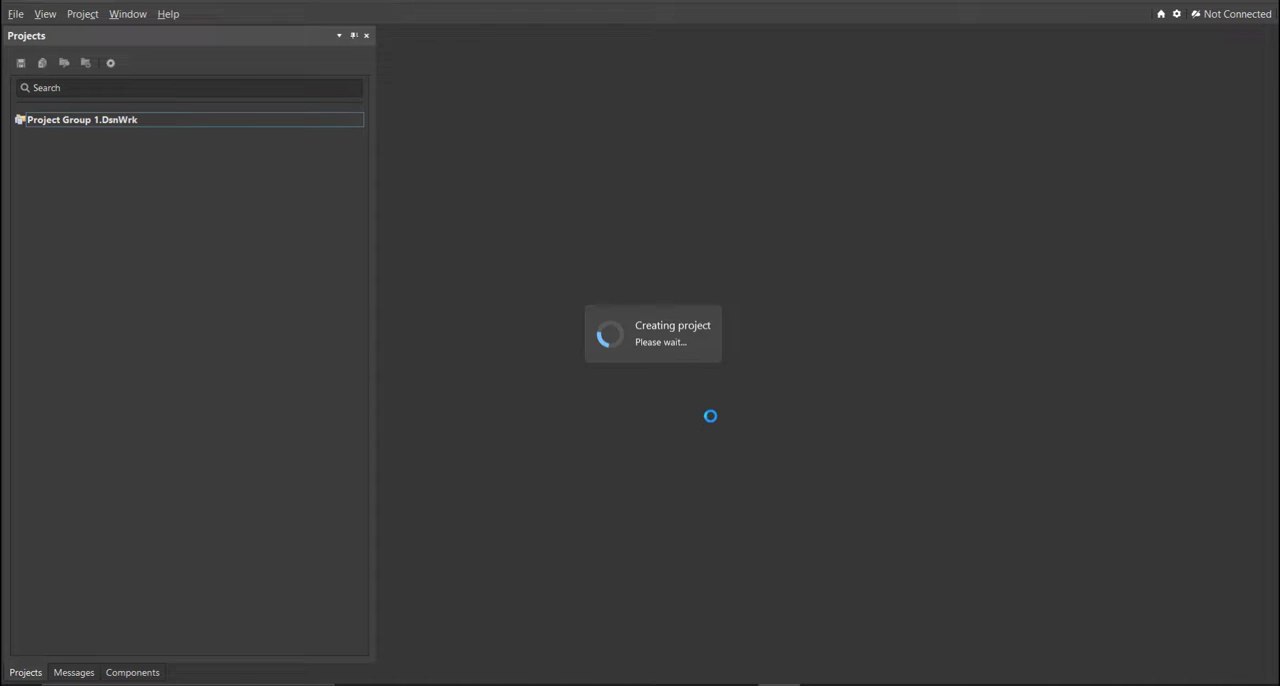 File View Project Window Help
Not Connected
Projects
Search
Project Group 1.DsnWrk
Creating project
Please wait...
Projects Messages Components